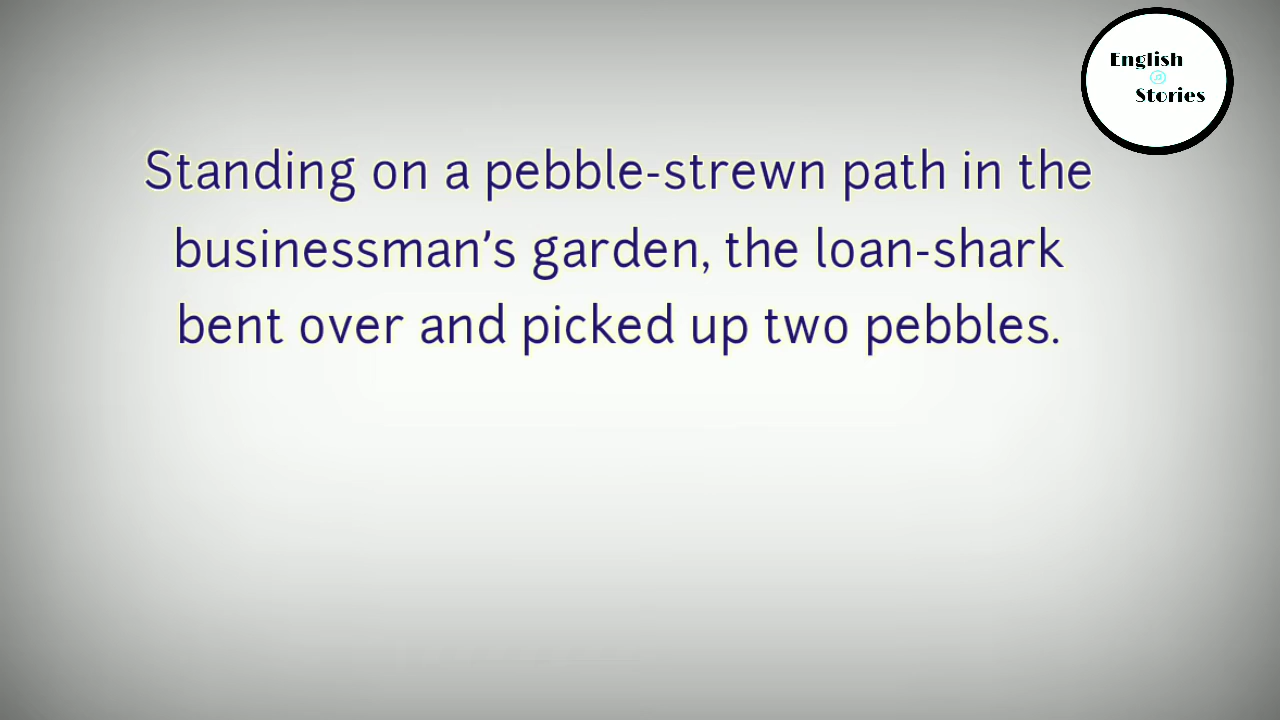 English
Stories
Standing on a pebble-strewn path in the
businessman's garden, the loan-shark
bent over and picked up two pebbles.